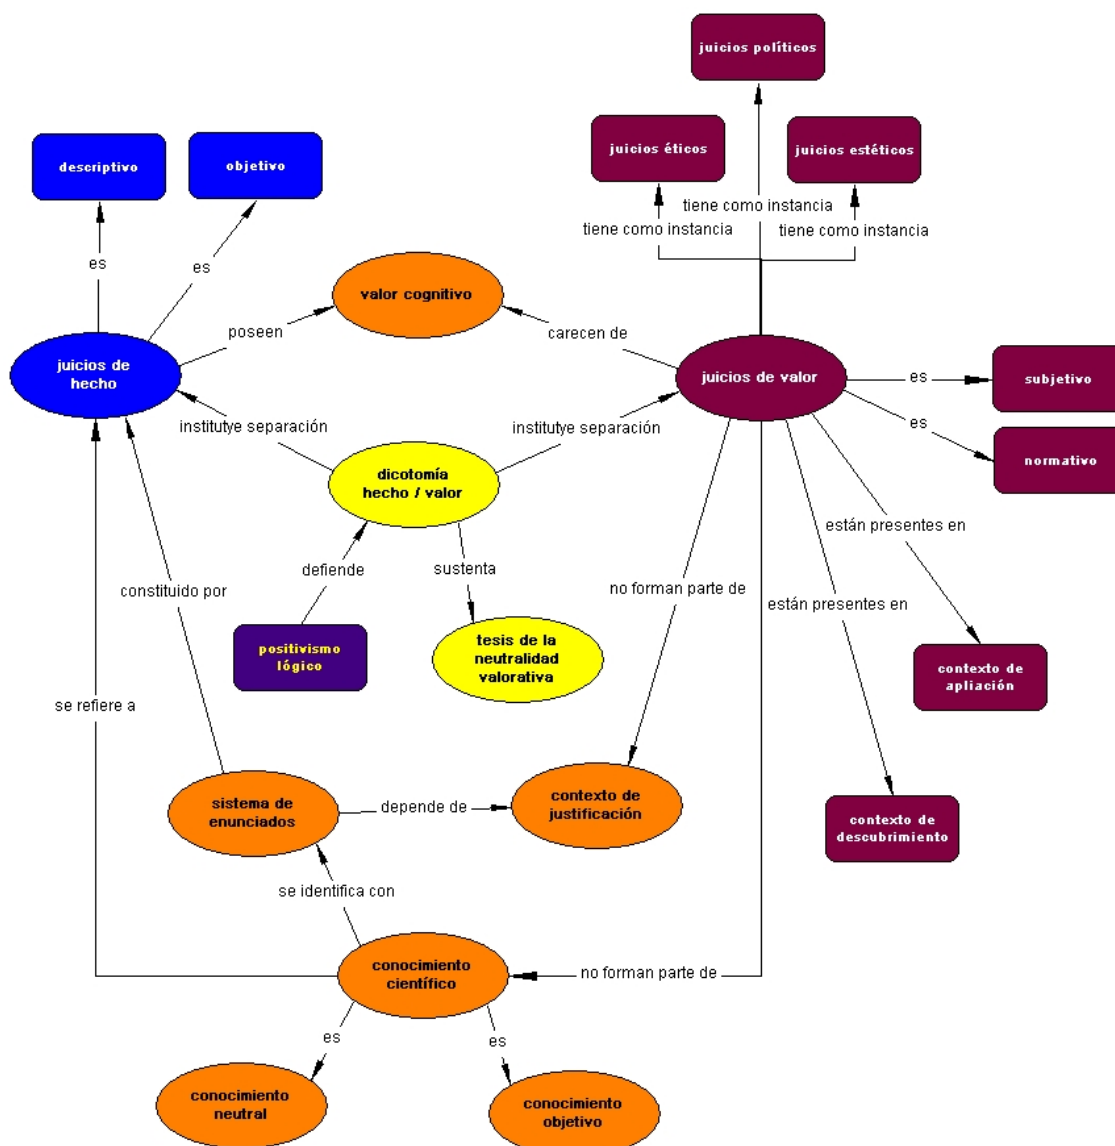 juicios políticos
descriptivo
objetivo
juicios éticos
juicios estéticos
tiene como instancia
tiene como instancia
tiene como instancia
es
es
valor cognitivo
poseen
carecen de
juicios de
hecho
juicios de valor
es
subjetivo
institutye separación
institutye separación
es
normativo
dicotomía
hecho / valor
están presentes en
defiende
sustenta
no forman parte de
constituido por
están presentes en
positivismo
lógico
tesis de la
neutralidad
valorativa
contexto de
apliación
se refiere a
sistema de
enunciados
depende de
contexto de
justificación
contexto de
descubrimiento
se identifica con
conocimiento
científico
no forman parte de
es
es
conocimiento
neutral
conocimiento
objetivo